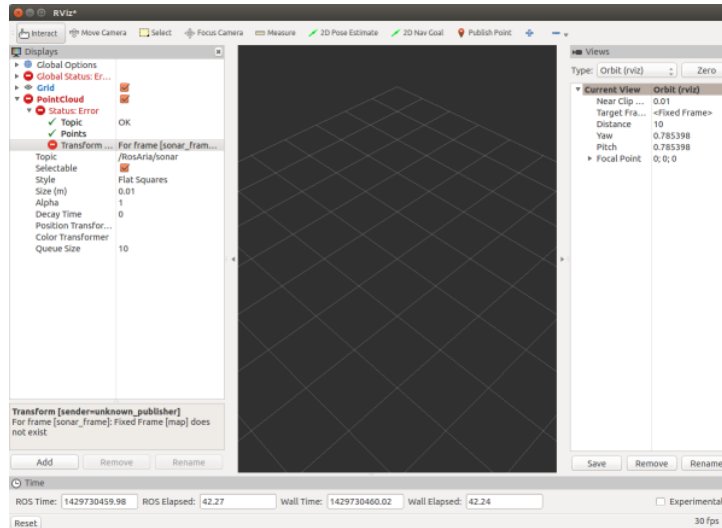 RViz*
Interact Move Camera Select Focus Camera Measure 2D Pose Estimate 2D Nav Goal Publish Point
Displays
Global Options
Global Status: Er...
Grid
PointCloud
Status: Error
Topic OK
Points
Transform ... For frame [sonar_fram...
Topic /RosAria/sonar
Selectable
Style Flat Squares
Size (m) 0.01
Alpha 1
Decay Time 0
Position Transfor...
Color Transformer
Queue Size 10
Transform [sender=unknown_publisher]
For frame [sonar_frame]: Fixed Frame [map] does
not exist
Add Remove Rename
Views
Type: Orbit (rviz) Zero
Current View Orbit (rviz)
Near Clip ... 0.01
Target Fra... <Fixed Frame>
Distance 10
Yaw 0.785398
Pitch 0.785398
Focal Point 0; 0; 0
Save Remove Rename
Time
ROS Time: 1429730459.98 ROS Elapsed: 42.27 Wall Time: 1429730460.02 Wall Elapsed: 42.24 Experimental
Reset 30 fps